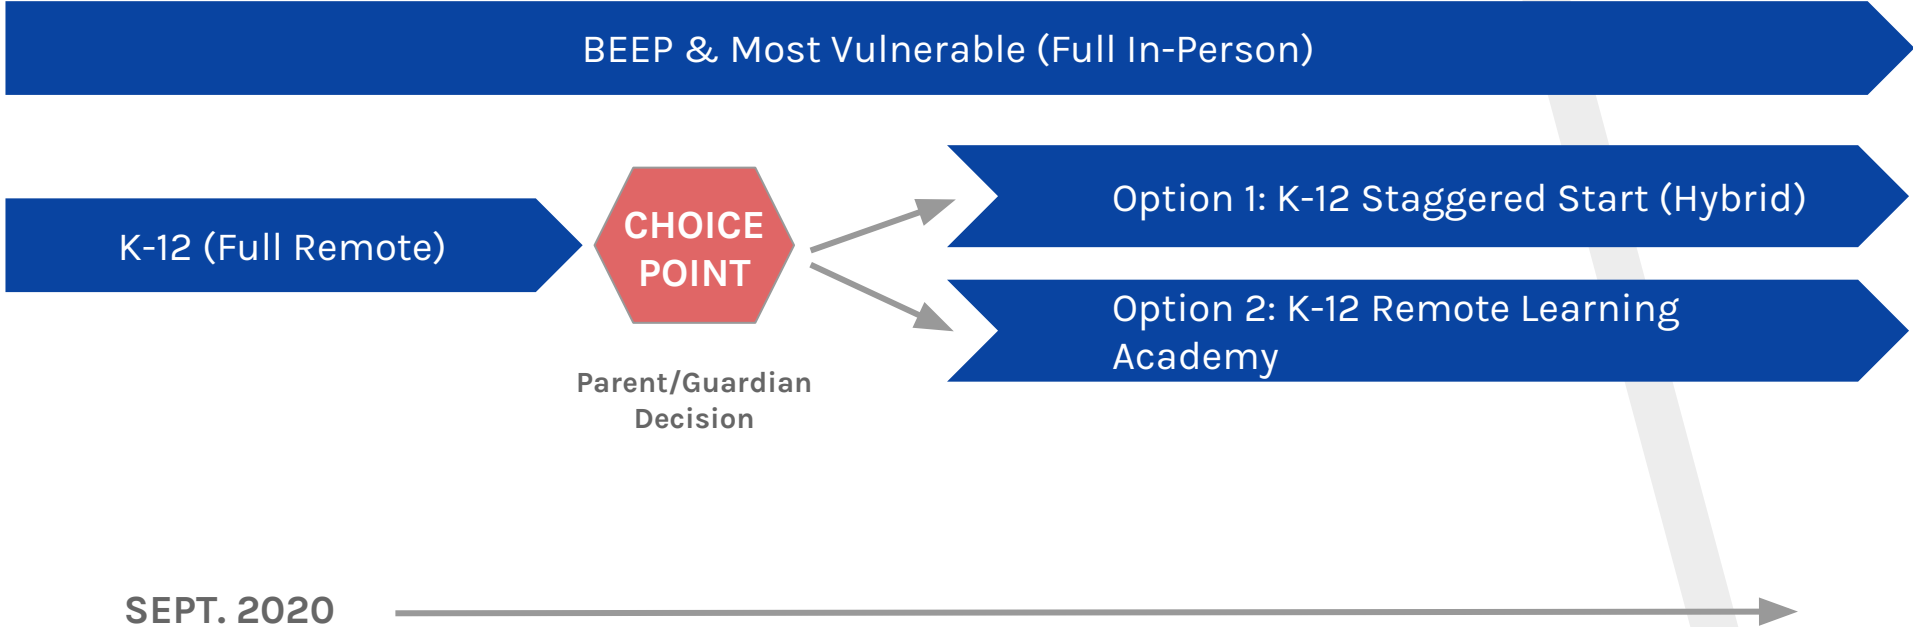 BEEP & Most Vulnerable (Full In-Person)
K-12 (Full Remote)
CHOICE
POINT
Parent/Guardian
Decision
Option 1: K-12 Staggered Start (Hybrid)
Option 2: K-12 Remote Learning
Academy
SEPT. 2020